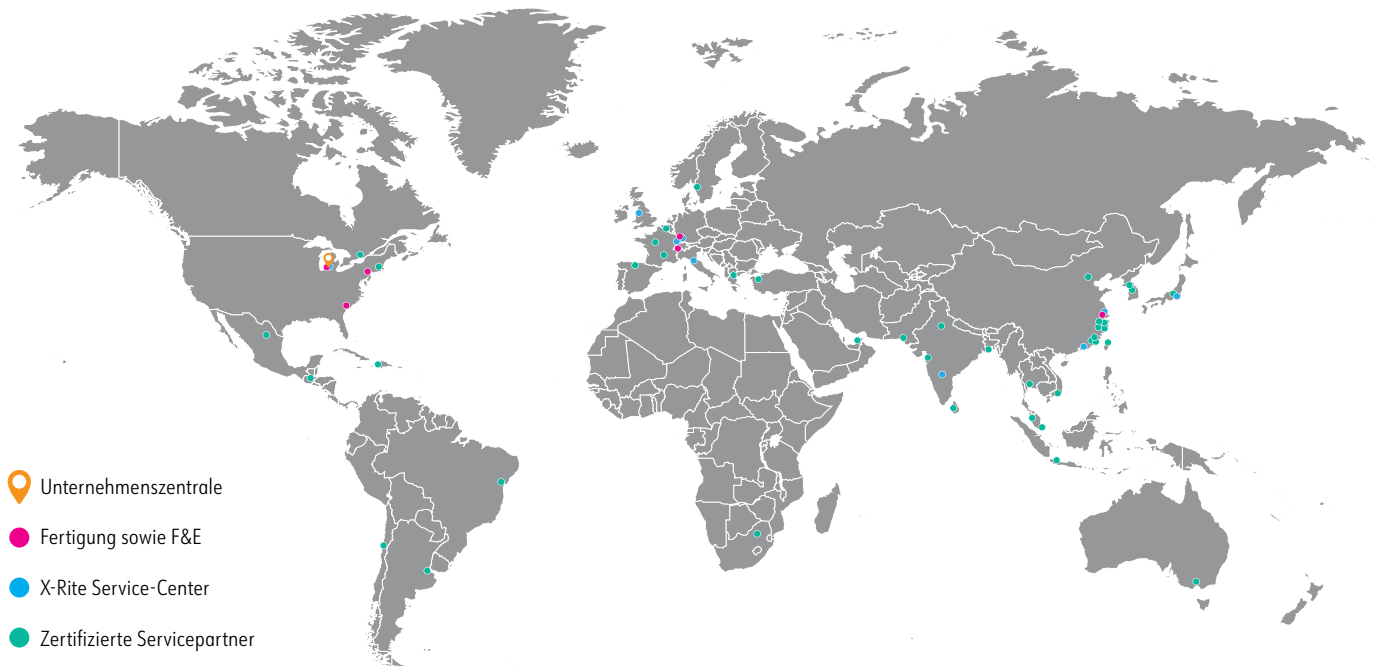 Unternehmenszentrale
Fertigung sowie F&E
X-Rite Service-Center
Zertifizierte Servicepartner